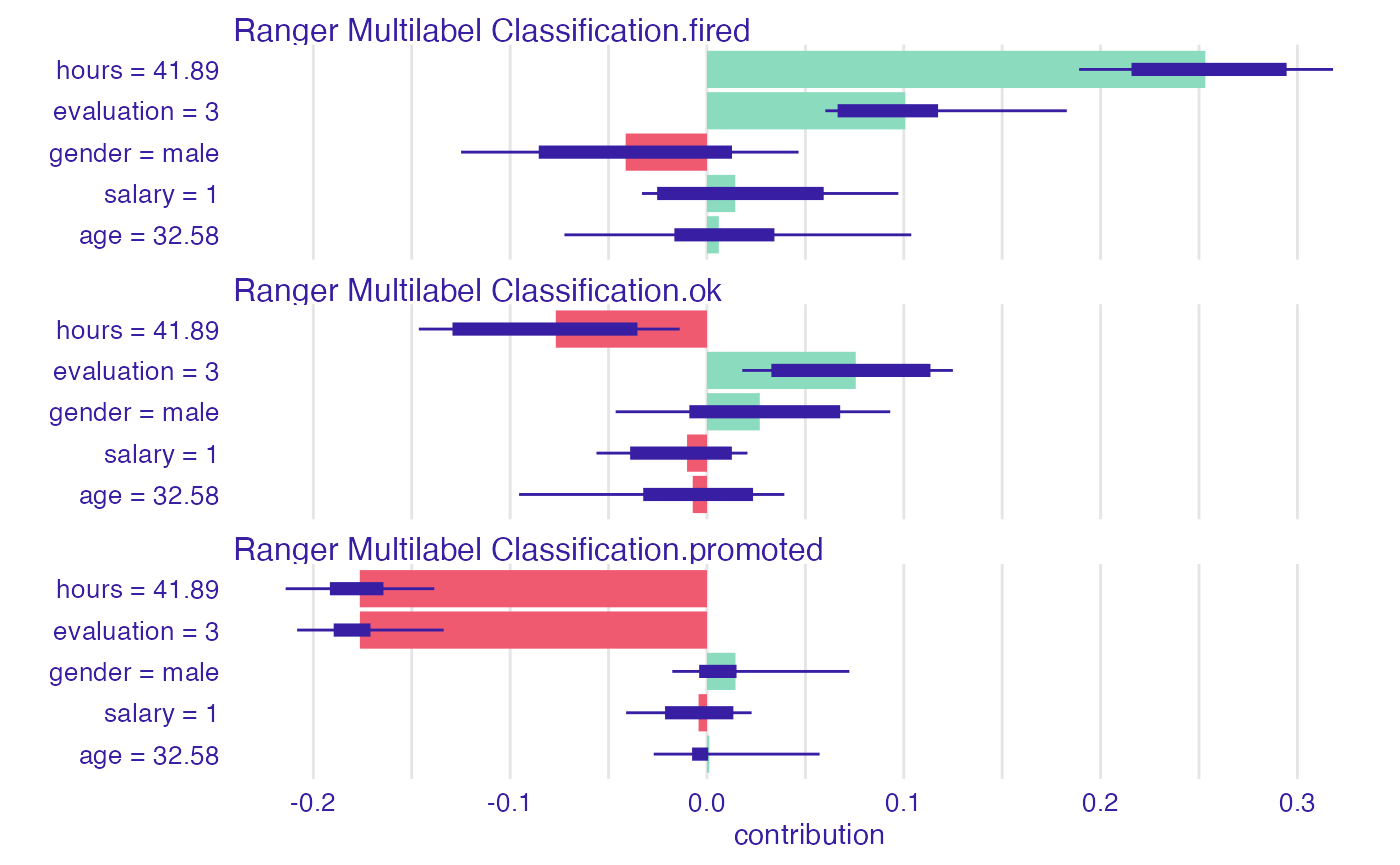 Ranger Multilabel Classification.fired
hours = 41.89
evaluation = 3
gender = male
salary = 1
age = 32.58
Ranger Multilabel Classification.ok
hours = 41.89
evaluation = 3
gender = male
salary = 1
age = 32.58
Ranger Multilabel Classification.promoted
hours = 41.89
evaluation = 3
gender = male
salary = 1
age = 32.58
-0.2 -0.1 0.0 0.1 0.2 0.3
contribution